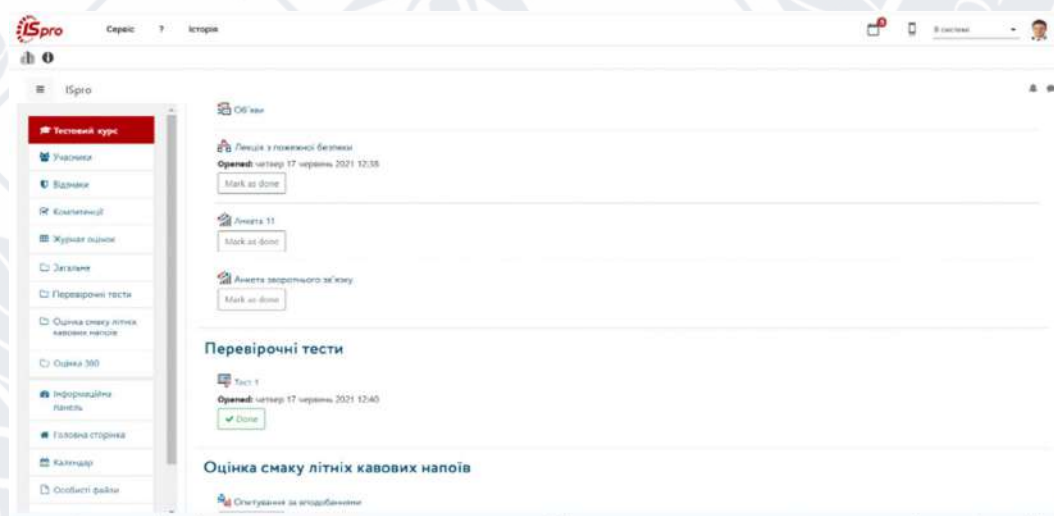 ISpro Сервіс ? Історія В системі
ISpro
Тестовий курс
Учасники
Відзнаки
Компетенції
Журнал оцінок
Загальне
Перевірочні тести
Оцінка смаку літніх
кавових напоїв
Оцінка 360
Інформаційна
панель
Головна сторінка
Календар
Особисті файли
Об'яви
Лекція з пожежної безпеки
Opened: четвер 17 червень 2021 12:38
Mark as done
Анкета 11
Mark as done
Анкета зворотнього зв'язку
Mark as done
Перевірочні тести
Тест 1
Opened: четвер 17 червень 2021 12:40
Done
Оцінка смаку літніх кавових напоїв
Опитування за вподобаннями